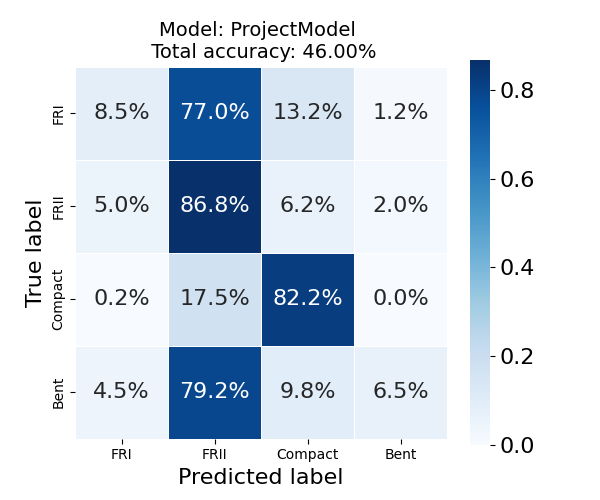 Model: ProjectModel
Total accuracy: 46.00%
FRI 8.5% 77.0% 13.2% 1.2%
FRII 5.0% 86.8% 6.2% 2.0%
Compact 0.2% 17.5% 82.2% 0.0%
Bent 4.5% 79.2% 9.8% 6.5%
True label
FRI FRII Compact Bent
Predicted label
0.8
0.6
0.4
0.2
0.0